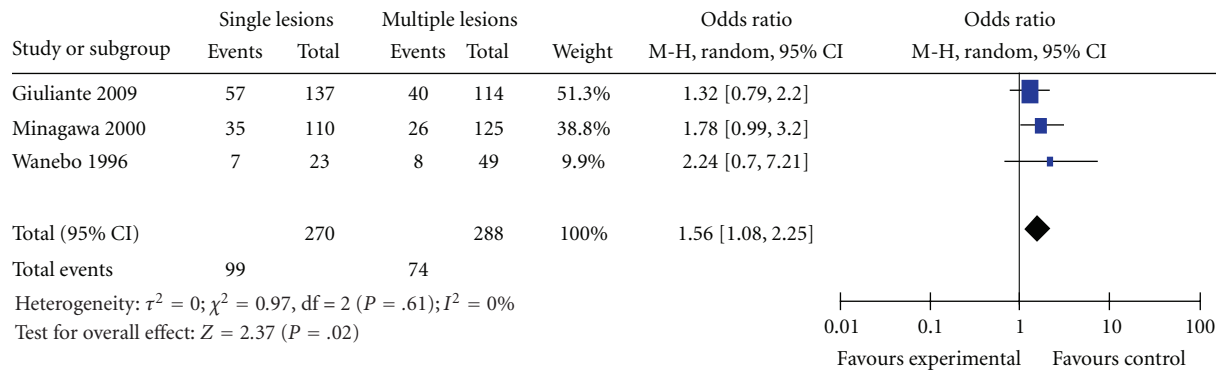 Single lesions Multiple lesions Odds ratio Odds ratio
Study or subgroup Events Total Events Total Weight M-H, random, 95% CI M-H, random, 95% CI
Giuliante 2009 57 137 40 114 51.3% 1.32 [0.79, 2.2]
Minagawa 2000 35 110 26 125 38.8% 1.78 [0.99, 3.2]
Wanebo 1996 7 23 8 49 9.9% 2.24 [0.7, 7.21]
Total (95% CI) 270 288 100% 1.56 [1.08, 2.25]
Total events 99 74
Heterogeneity: τ² = 0; χ² = 0.97, df = 2 (P = .61); I² = 0%
Test for overall effect: Z = 2.37 (P = .02)
0.01 0.1 1 10 100
Favours experimental Favours control